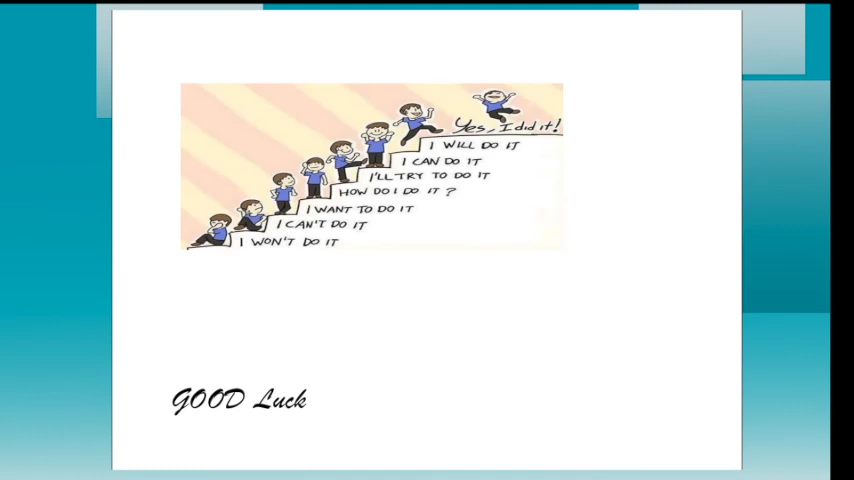 Yes, I did it!
I WILL DO IT
I CAN DO IT
I'LL TRY TO DO IT
HOW DO I DO IT ?
I WANT TO DO IT
I CAN'T DO IT
I WON'T DO IT
GOOD Luck